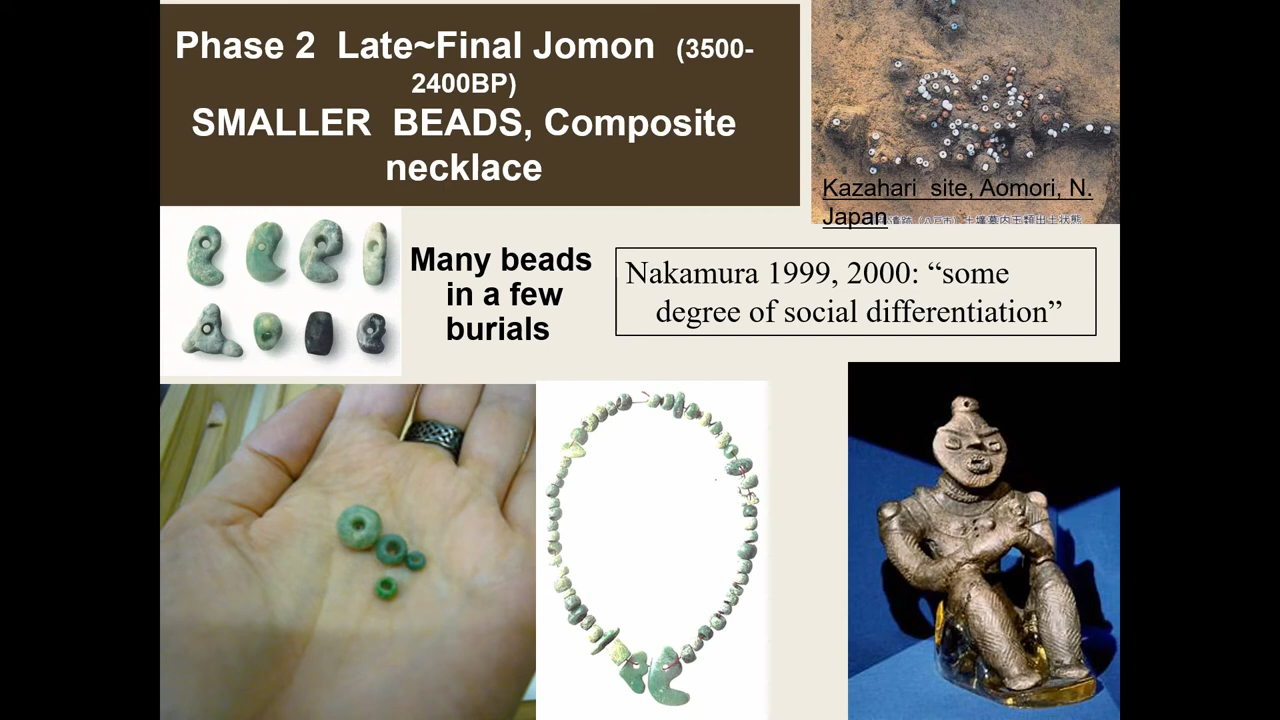 Phase 2  Late~Final Jomon  (3500-
2400BP)
SMALLER  BEADS, Composite
necklace
Kazahari  site, Aomori, N.
Japan
Many beads
in a few
burials
Nakamura 1999, 2000: “some
degree of social differentiation”